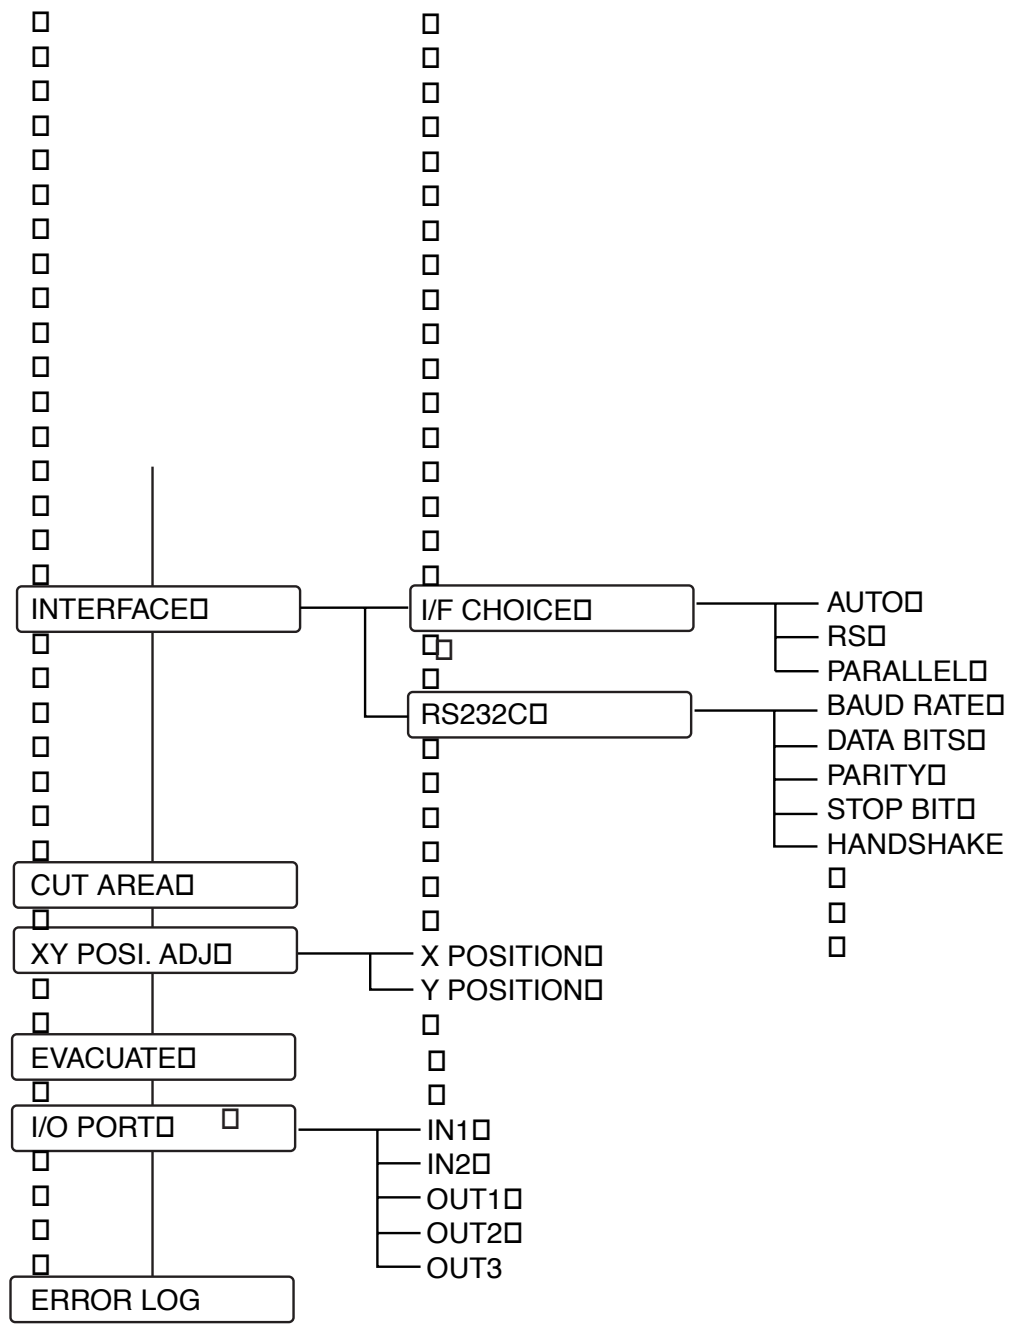 INTERFACE
I/F CHOICE
AUTO
RS
PARALLEL
RS232C
BAUD RATE
DATA BITS
PARITY
STOP BIT
HANDSHAKE
CUT AREA
XY POSI. ADJ
X POSITION
Y POSITION
EVACUATE
I/O PORT
IN1
IN2
OUT1
OUT2
OUT3
ERROR LOG